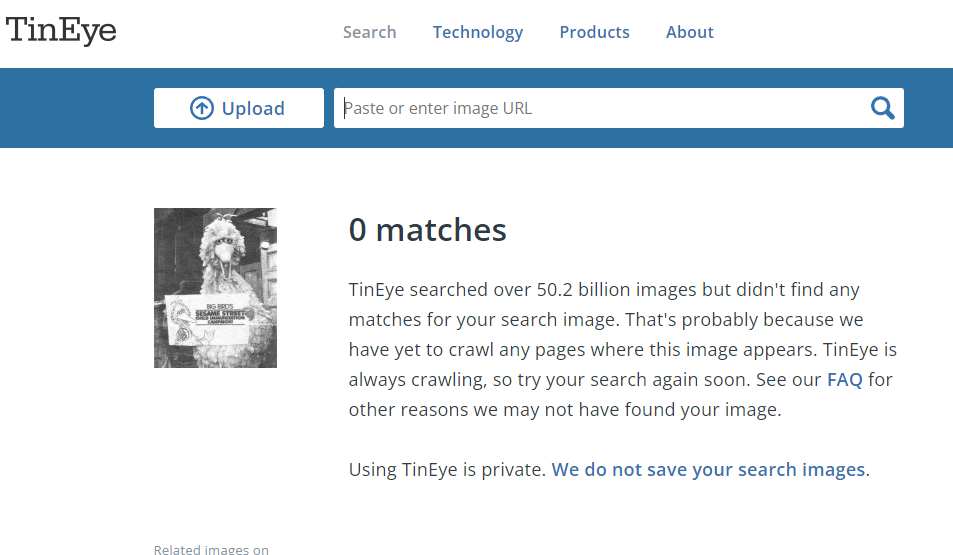 TinEye
Search Technology Products About
Upload
Paste or enter image URL
BIG BIRD'S
SESAME STREET
CHILD IMMUNIZATION
CAMPAIGN
0 matches
TinEye searched over 50.2 billion images but didn't find any
matches for your search image. That's probably because we
have yet to crawl any pages where this image appears. TinEye is
always crawling, so try your search again soon. See our FAQ for
other reasons we may not have found your image.
Using TinEye is private. We do not save your search images.
Related images on